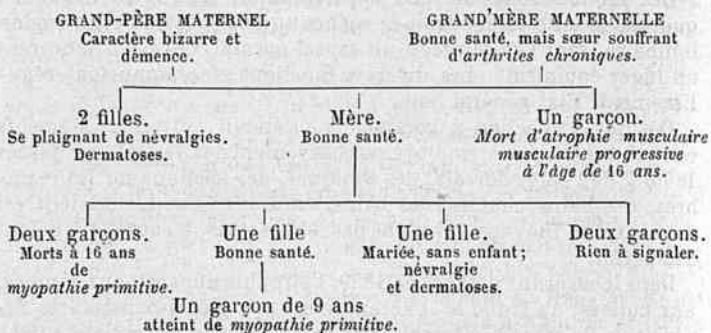 GRAND-PÈRE MATERNEL
Caractère bizarre et
démence.
GRAND'MÈRE MATERNELLE
Bonne santé, mais sœur souffrant
d'arthrites chroniques.
2 filles.
Se plaignant de névralgies.
Dermatoses.
Mère.
Bonne santé.
Un garçon.
Mort d'atrophie musculaire
musculaire progressive
à l'âge de 16 ans.
Deux garçons.
Morts à 16 ans
de
myopathie primitive.
Une fille
Bonne santé.
Une fille.
Mariée, sans enfant;
névralgie
et dermatoses.
Deux garçons.
Rien à signaler.
Un garçon de 9 ans
atteint de myopathie primitive.